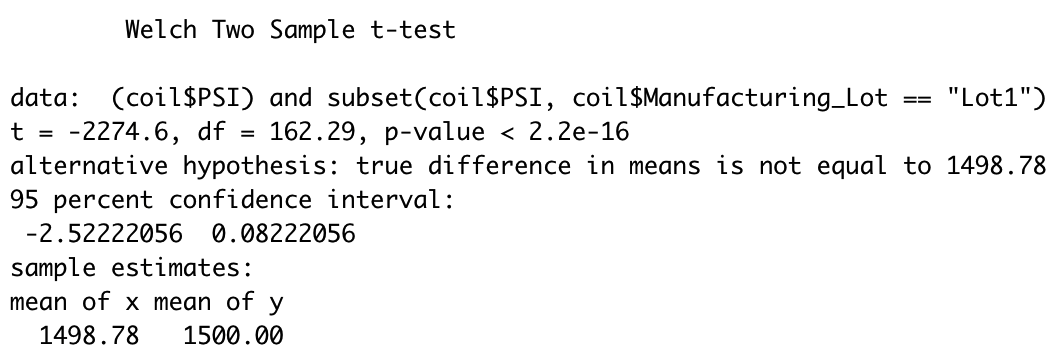 Welch Two Sample t-test
data:  (coil$PSI) and subset(coil$PSI, coil$Manufacturing_Lot == "Lot1")
t = -2274.6, df = 162.29, p-value < 2.2e-16
alternative hypothesis: true difference in means is not equal to 1498.78
95 percent confidence interval:
 -2.52222056  0.08222056
sample estimates:
mean of x mean of y
  1498.78   1500.00